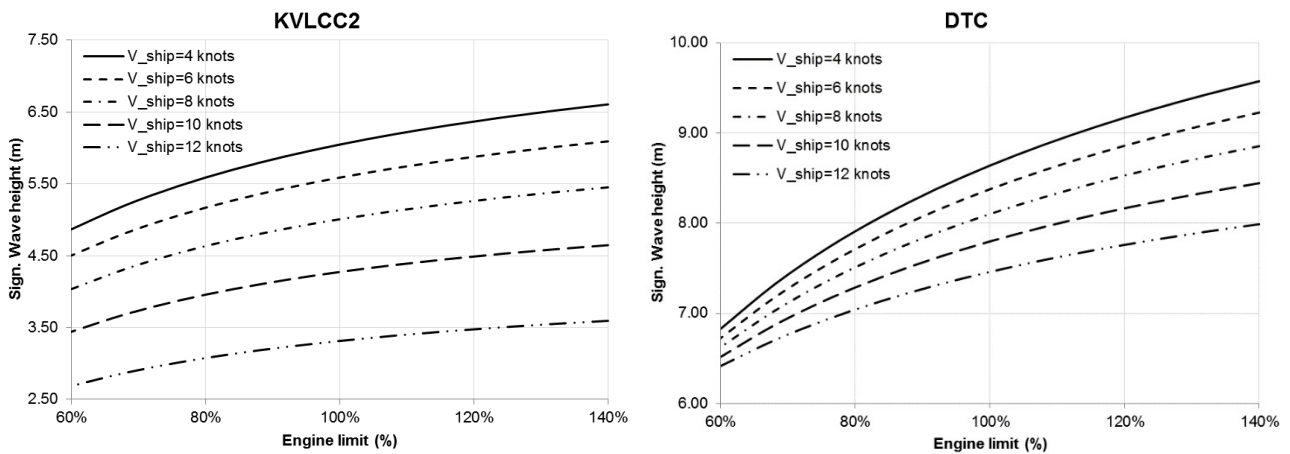 KVLCC2
7.50
6.50
5.50
4.50
3.50
2.50
Sign. Wave height (m)
V_ship=4 knots
V_ship=6 knots
V_ship=8 knots
V_ship=10 knots
V_ship=12 knots
60%
80%
100%
120%
140%
Engine limit (%)
DTC
10.00
9.00
8.00
7.00
6.00
Sign. Wave height (m)
V_ship=4 knots
V_ship=6 knots
V_ship=8 knots
V_ship=10 knots
V_ship=12 knots
60%
80%
100%
120%
140%
Engine limit (%)